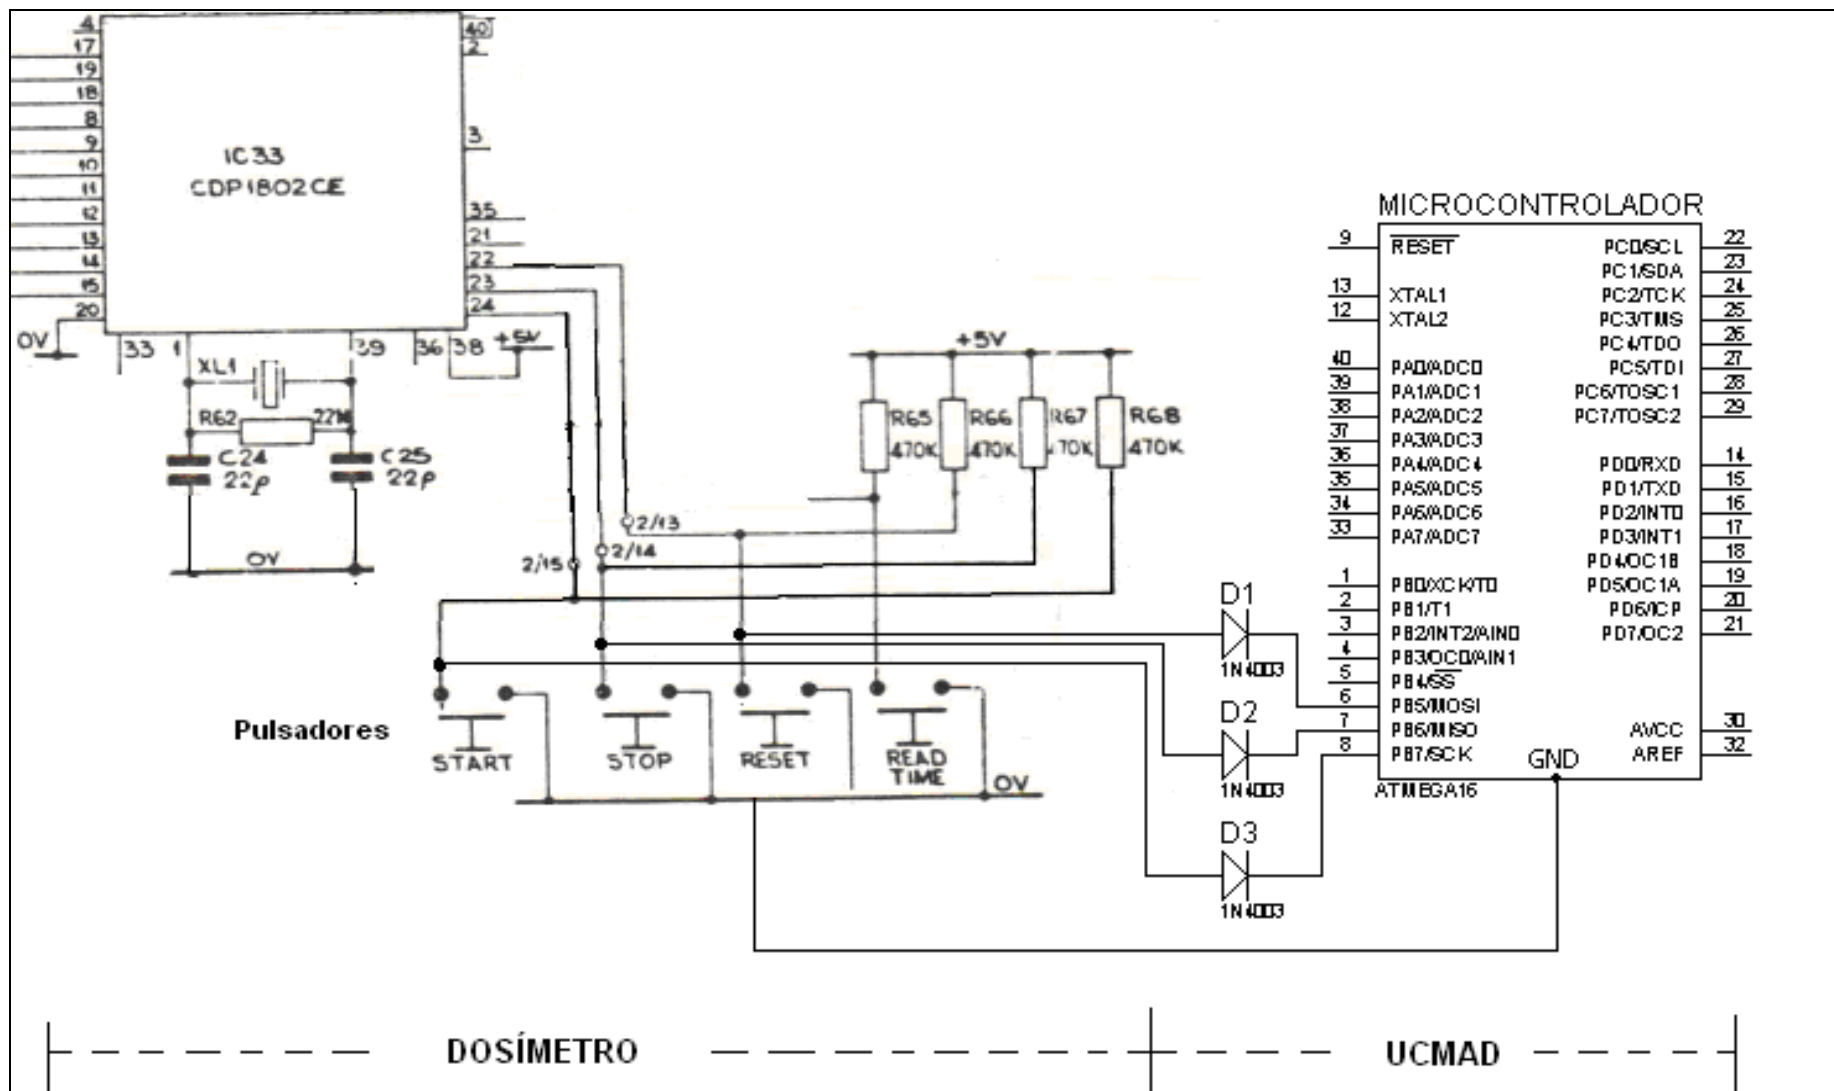 4
17
19
18
8
9
10
11
12
13
14
15
20
0V
40
2
3
35
21
22
23
24
IC33
CDP1802CE
33
1
39
36
38
+5V
XL1
R62
C24
22p
C25
22p
0V
+5V
R65
470K
R66
470K
R67
R68
470K
2/13
2/14
2/15
Pulsadores
START
STOP
RESET
READ
TIME
0V
D1
1N4003
D2
1N4003
D3
1N4003
MICROCONTROLADOR
9 RESET
13 XTAL1
12 XTAL2
40 PA0/ADC0
39 PA1/ADC1
38 PA2/ADC2
37 PA3/ADC3
36 PA4/ADC4
35 PA5/ADC5
34 PA6/ADC6
33 PA7/ADC7
1 PB0/XCK/T0
2 PB1/T1
3 PB2/INT2/AIN0
4 PB3/OC0/AIN1
5 PB4/SS
6 PB5/MOSI
7 PB6/MISO
8 PB7/SCK
PC0/SCL 22
PC1/SDA 23
PC2/TCK 24
PC3/TMS 25
PC4/TDO 26
PC5/TDI 27
PC6/TOSC1 28
PC7/TOSC2 29
PD0/RXD 14
PD1/TXD 15
PD2/INT0 16
PD3/INT1 17
PD4/OC1B 18
PD5/OC1A 19
PD6/ICP 20
PD7/OC2 21
AVCC 30
AREF 32
GND
ATMEGA16
DOSÍMETRO
UCMAD